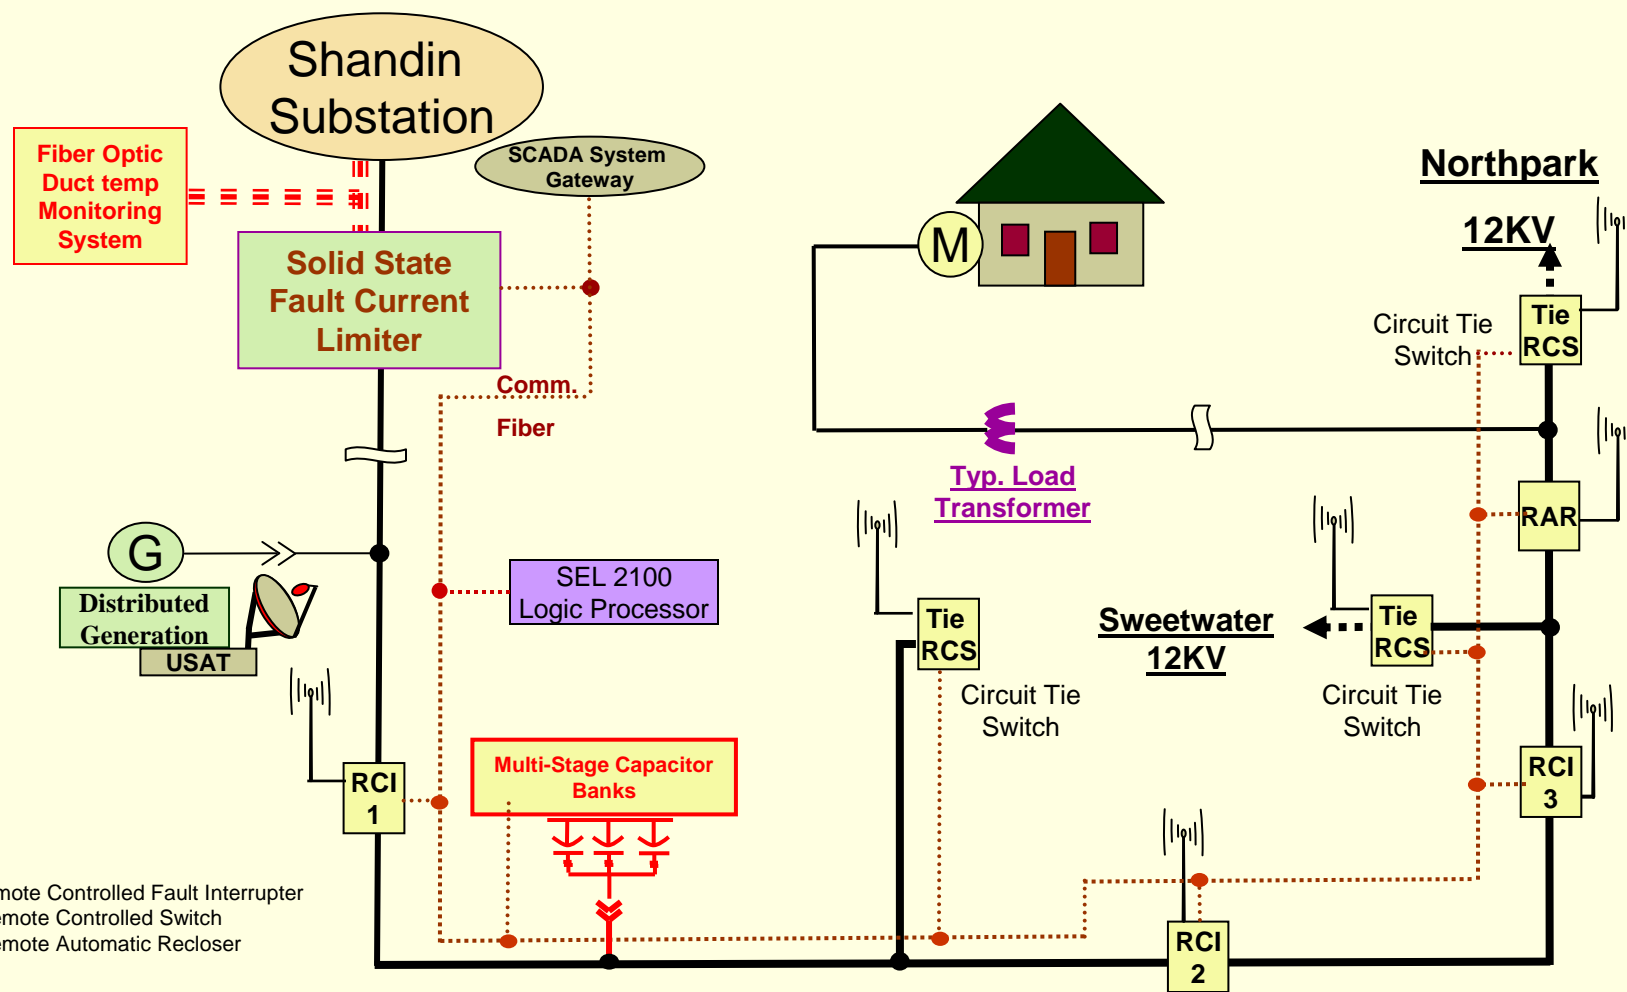 Shandin
Substation
Fiber Optic
Duct temp
Monitoring
System
SCADA System
Gateway
Solid State
Fault Current
Limiter
Comm.
Fiber
M
Northpark
12KV
Tie
RCS
Circuit Tie
Switch
Typ. Load
Transformer
RAR
G
Distributed
Generation
USAT
SEL 2100
Logic Processor
Tie
RCS
Circuit Tie
Switch
Sweetwater
12KV
Tie
RCS
Circuit Tie
Switch
RCI
1
Multi-Stage Capacitor
Banks
RCI
3
RCI
2
mote Controlled Fault Interrupter
emote Controlled Switch
emote Automatic Recloser